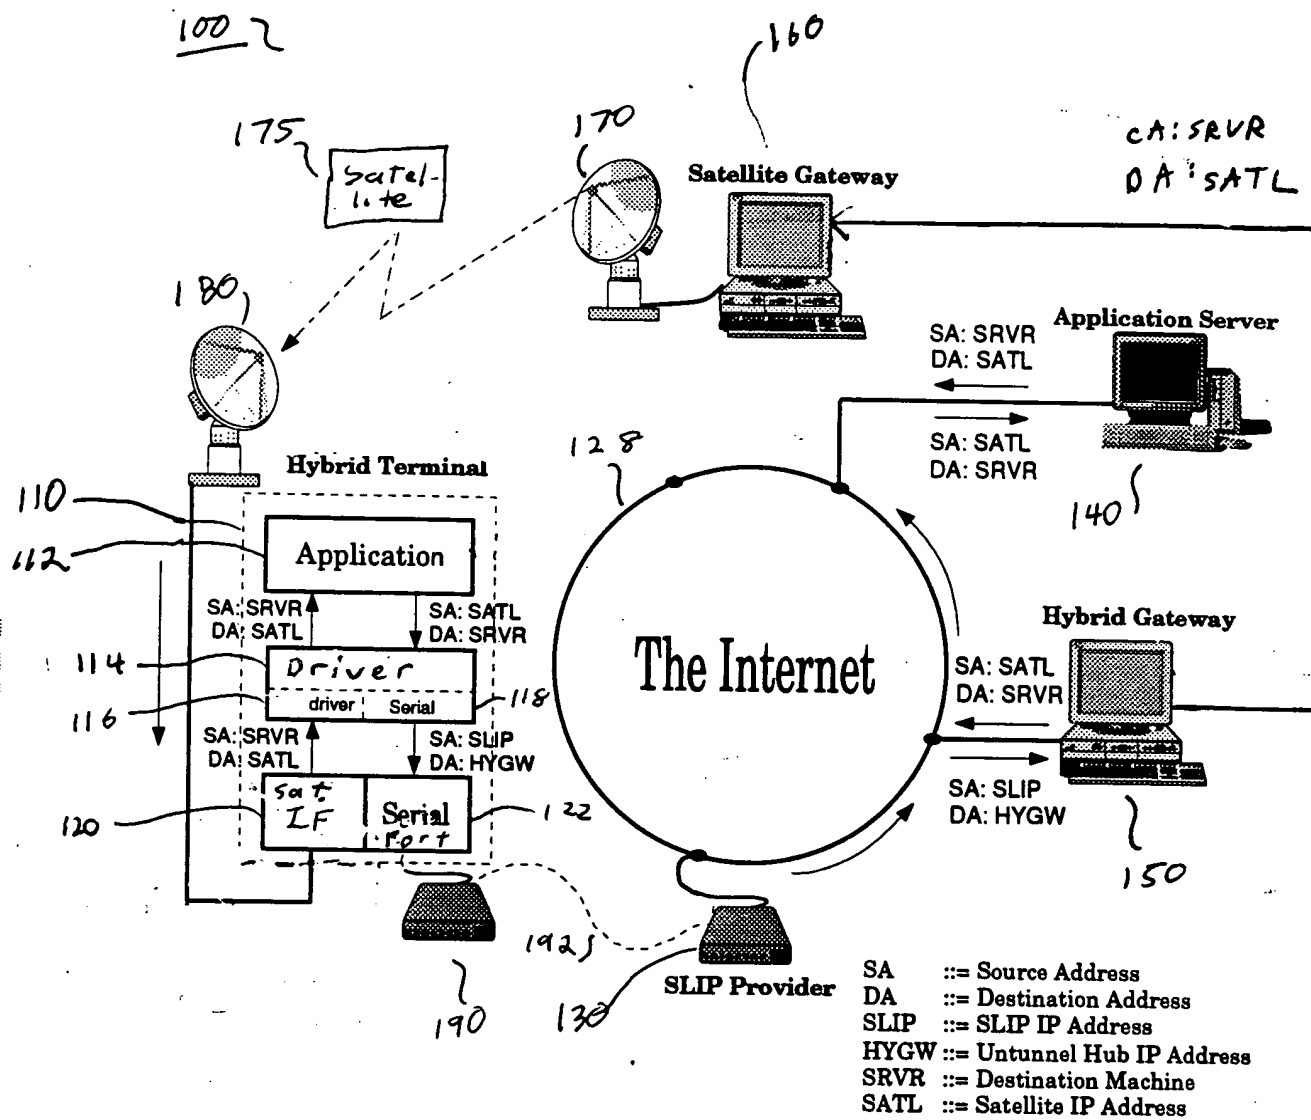 100
160
175
170
cA: SRVR
DA: SATL
Satel-
lite
Satellite Gateway
180
Application Server
SA: SRVR
DA: SATL
SA: SATL
DA: SRVR
128
140
Hybrid Terminal
110
112
Application
SA: SRVR
DA: SATL
SA: SATL
DA: SRVR
Hybrid Gateway
The Internet
114
Driver
116
driver
Serial
118
SA: SATL
DA: SRVR
SA: SRVR
DA: SATL
SA: SLIP
DA: HYGW
SA: SLIP
DA: HYGW
120
Sat.
IF
Serial
Port
122
150
192
190
130
SLIP Provider
SA ::= Source Address
DA ::= Destination Address
SLIP ::= SLIP IP Address
HYGW ::= Untunnel Hub IP Address
SRVR ::= Destination Machine
SATL ::= Satellite IP Address